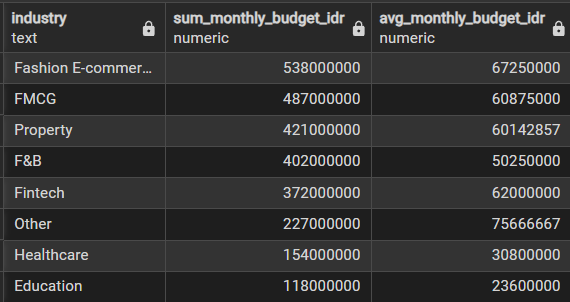 industry sum_monthly_budget_idr avg_monthly_budget_idr
text numeric numeric
Fashion E-commer... 538000000 67250000
FMCG 487000000 60875000
Property 421000000 60142857
F&B 402000000 50250000
Fintech 372000000 62000000
Other 227000000 75666667
Healthcare 154000000 30800000
Education 118000000 23600000